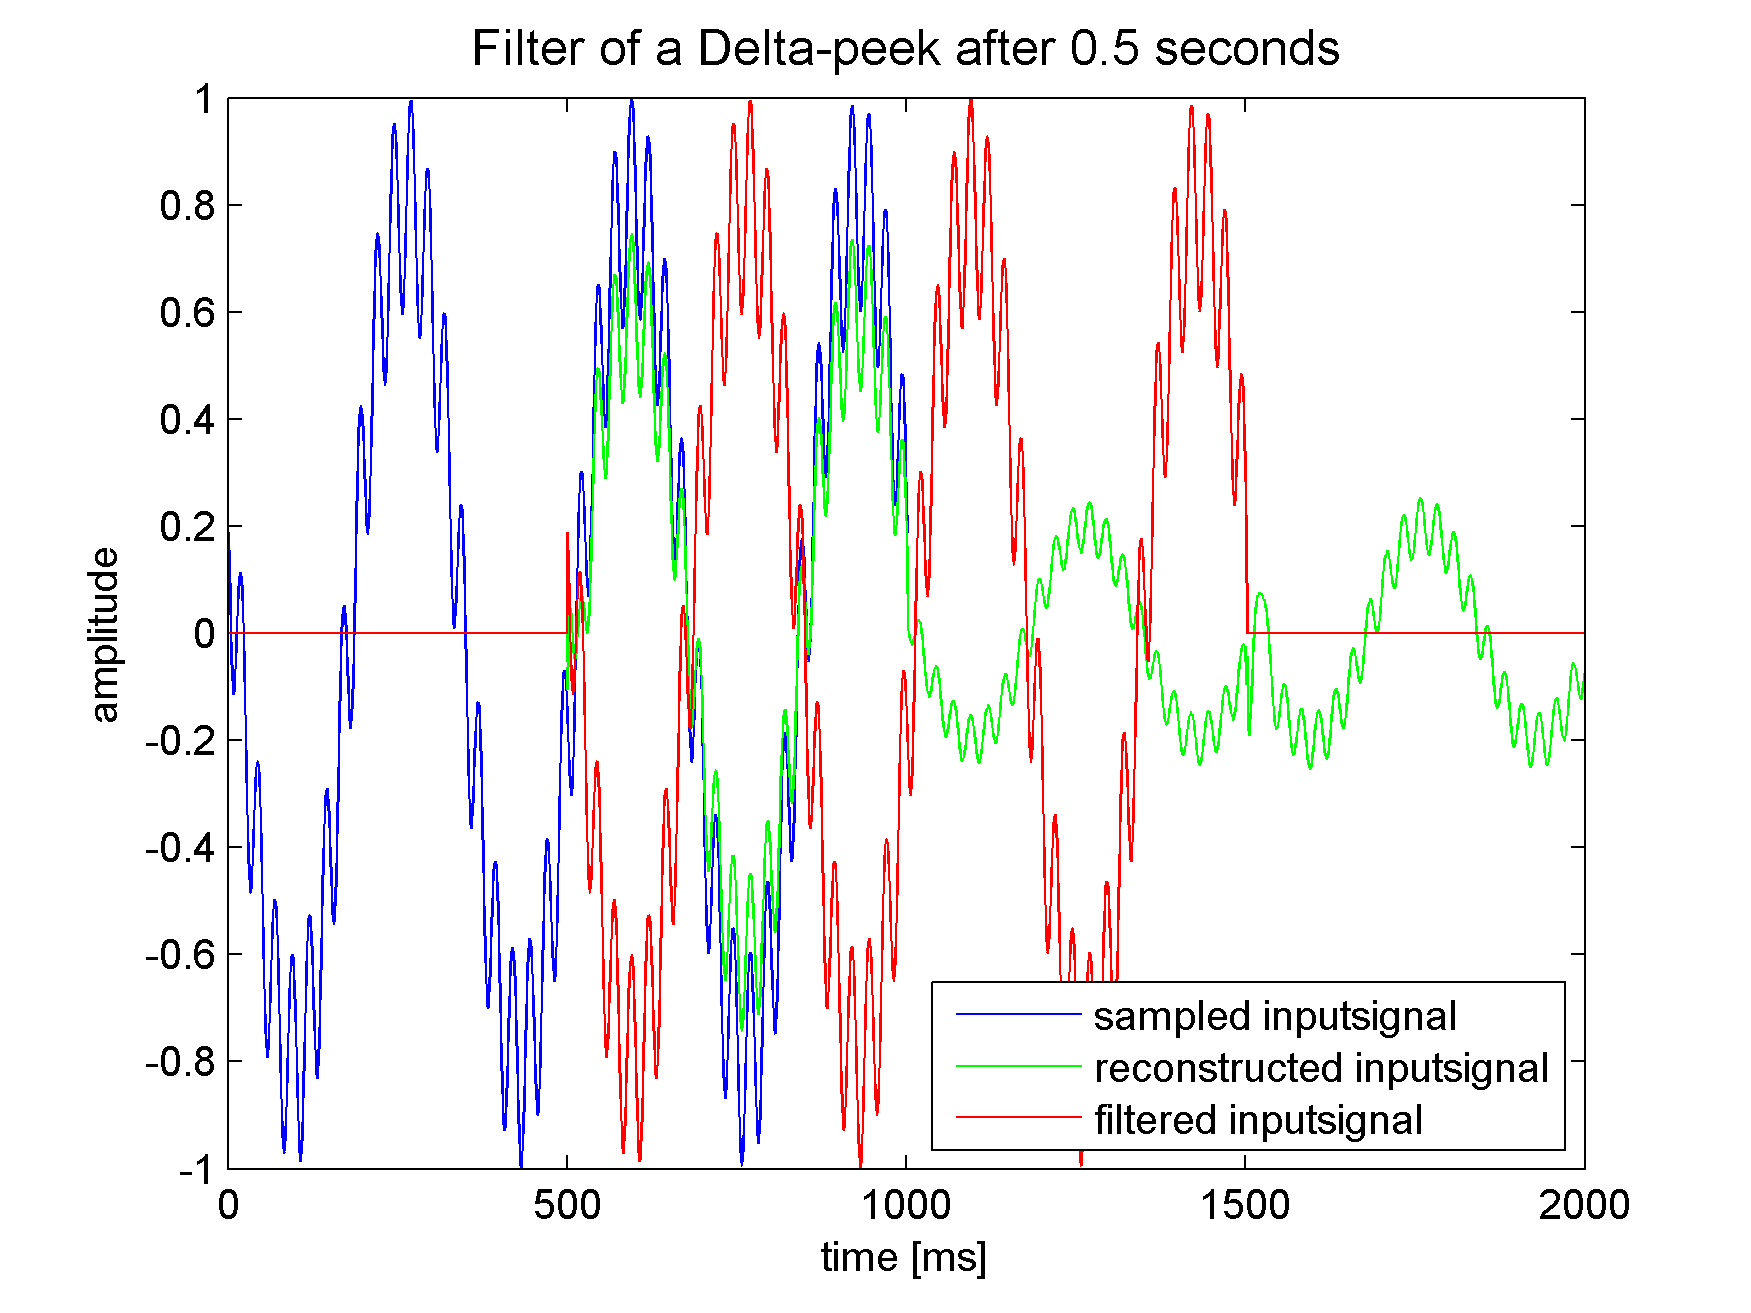 Filter of a Delta-peek after 0.5 seconds
1
0.8
0.6
0.4
0.2
0
-0.2
-0.4
-0.6
-0.8
-1
amplitude
0 500 1000 1500 2000
time [ms]
sampled inputsignal
reconstructed inputsignal
filtered inputsignal